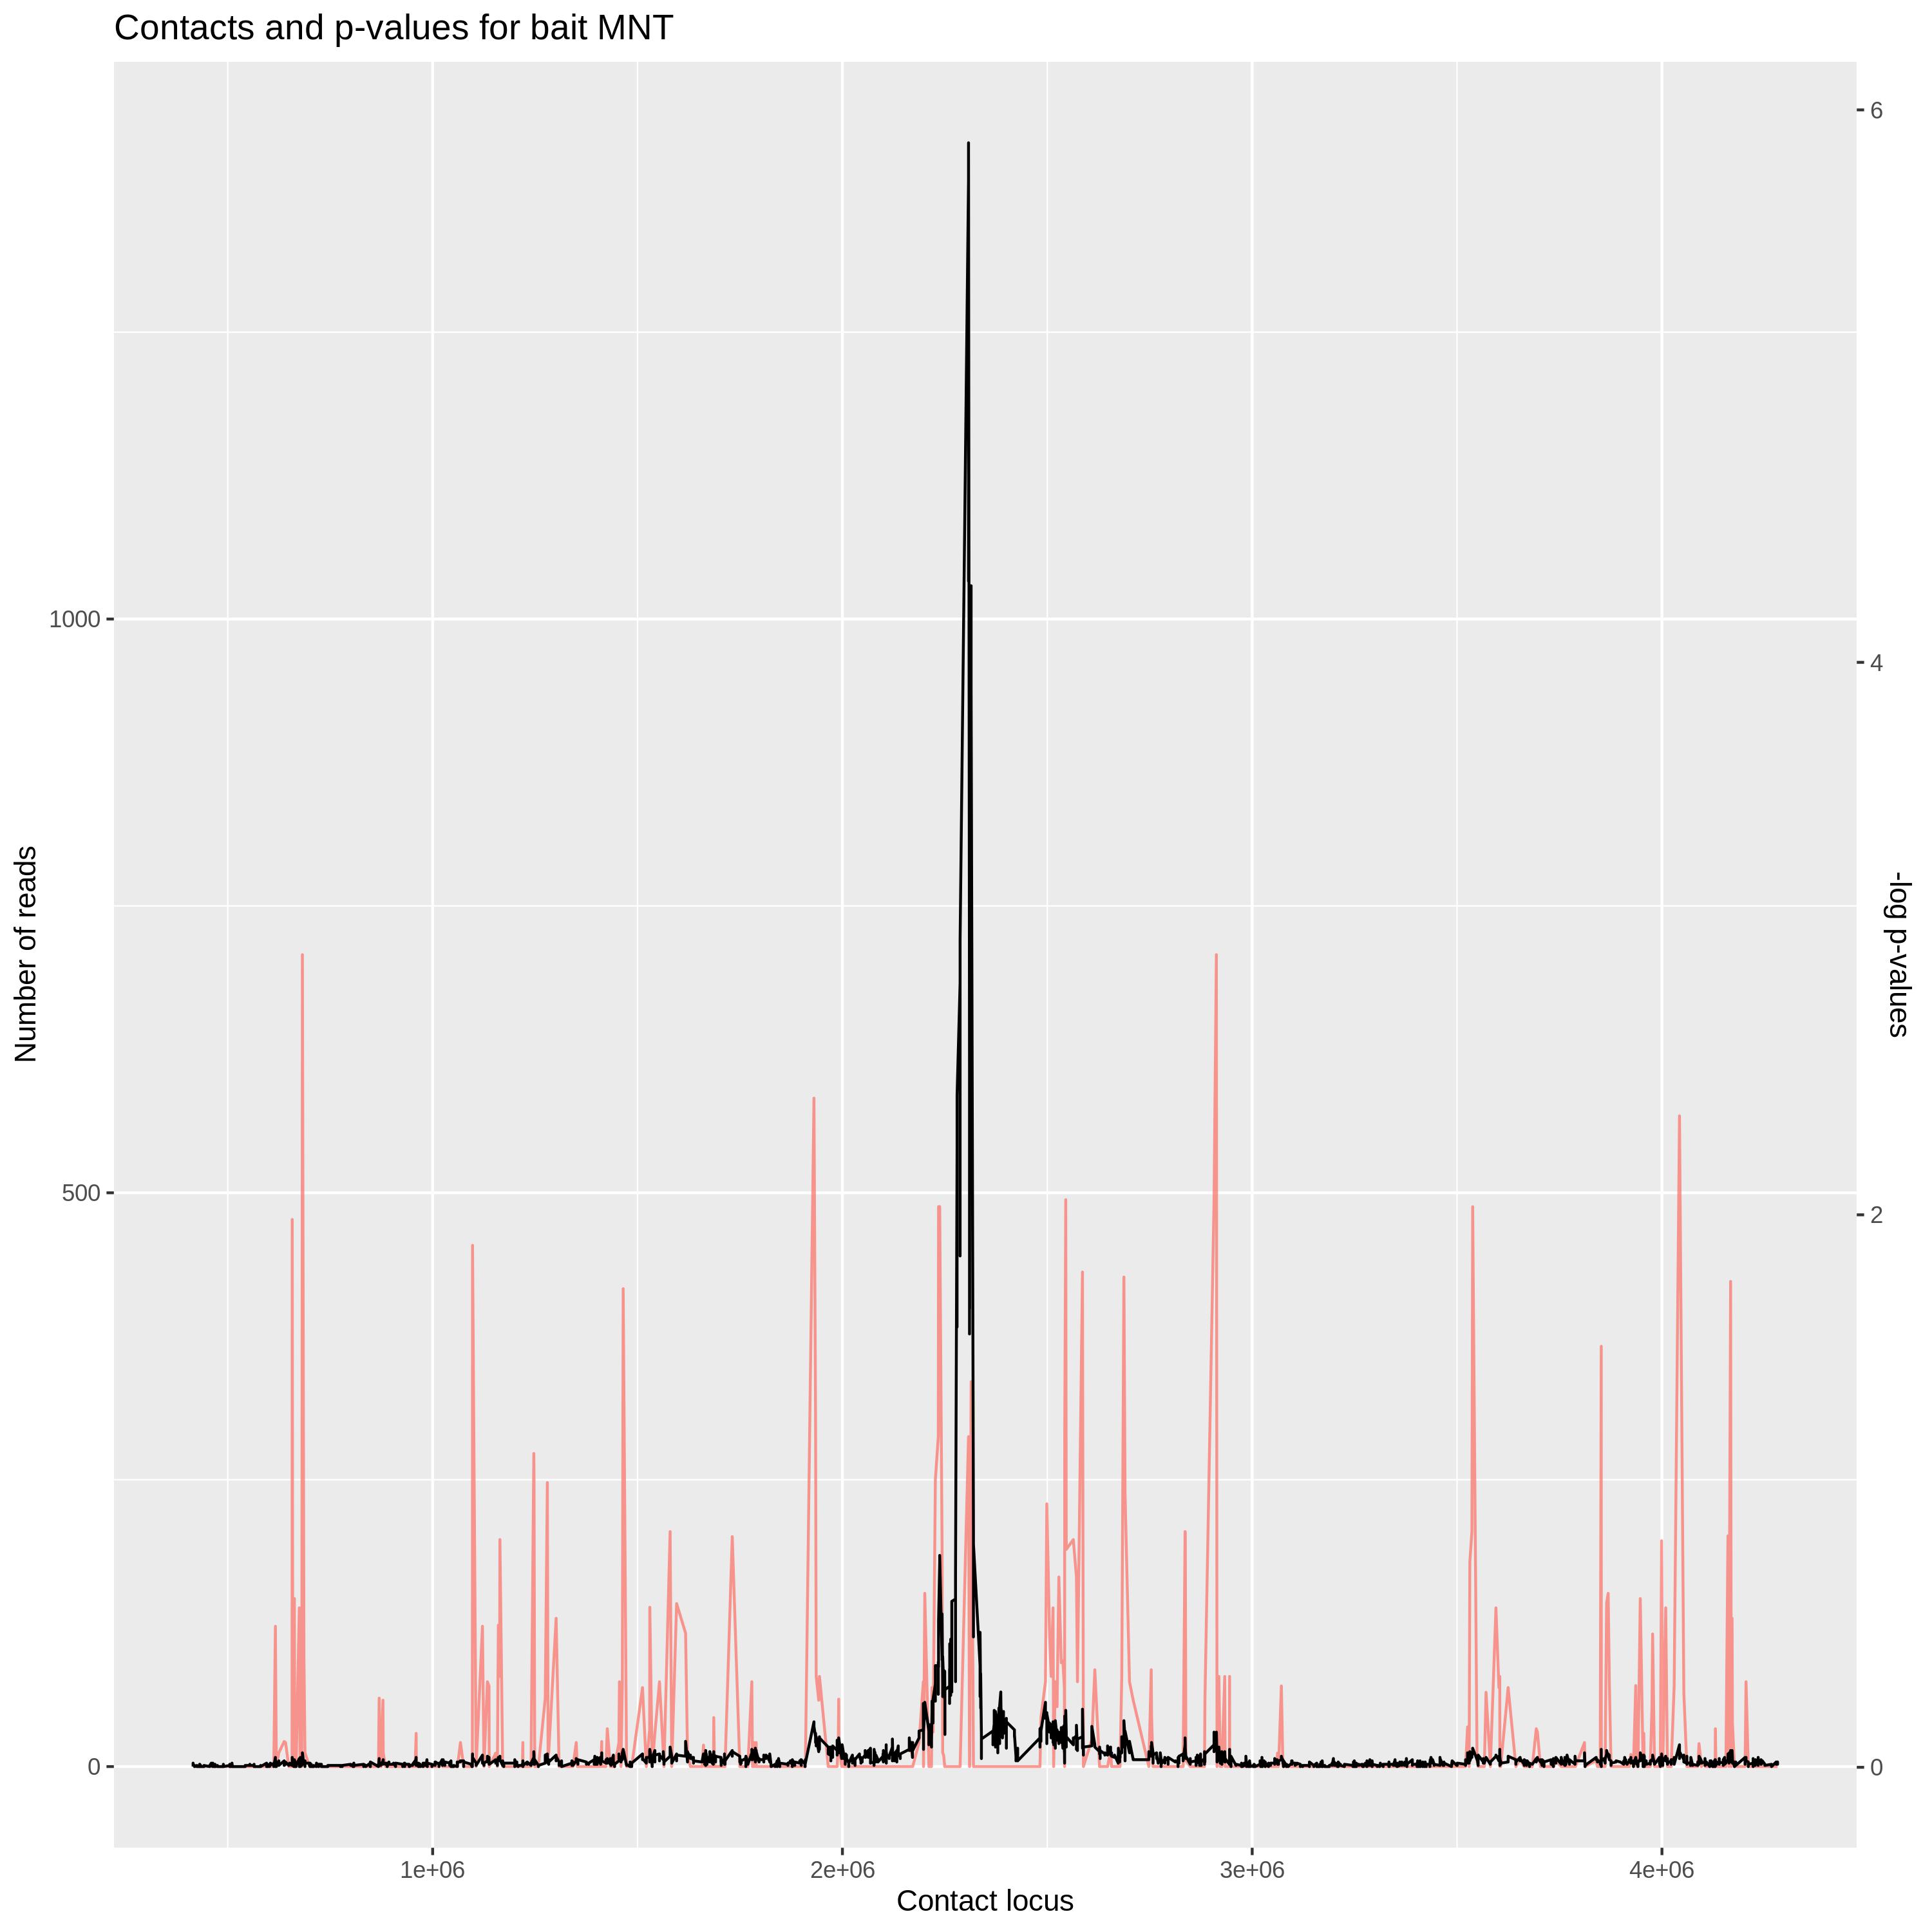 Contacts and p-values for bait MNT
6
1000
4
Number of reads
-log p-values
500
2
0
0
1e+06
2e+06
3e+06
4e+06
Contact locus